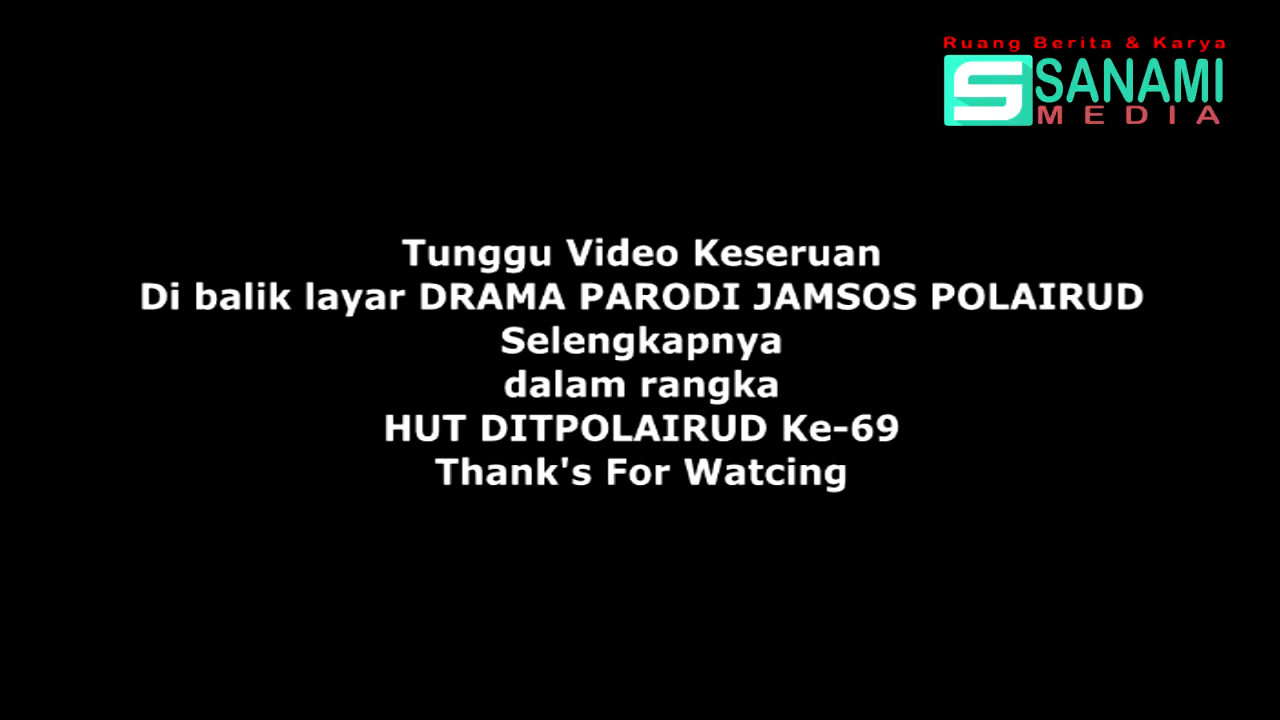 Ruang Berita & Karya
SANAMI
MEDIA
Tunggu Video Keseruan
Di balik layar DRAMA PARODI JAMSOS POLAIRUD
Selengkapnya
dalam rangka
HUT DITPOLAIRUD Ke-69
Thank's For Watcing